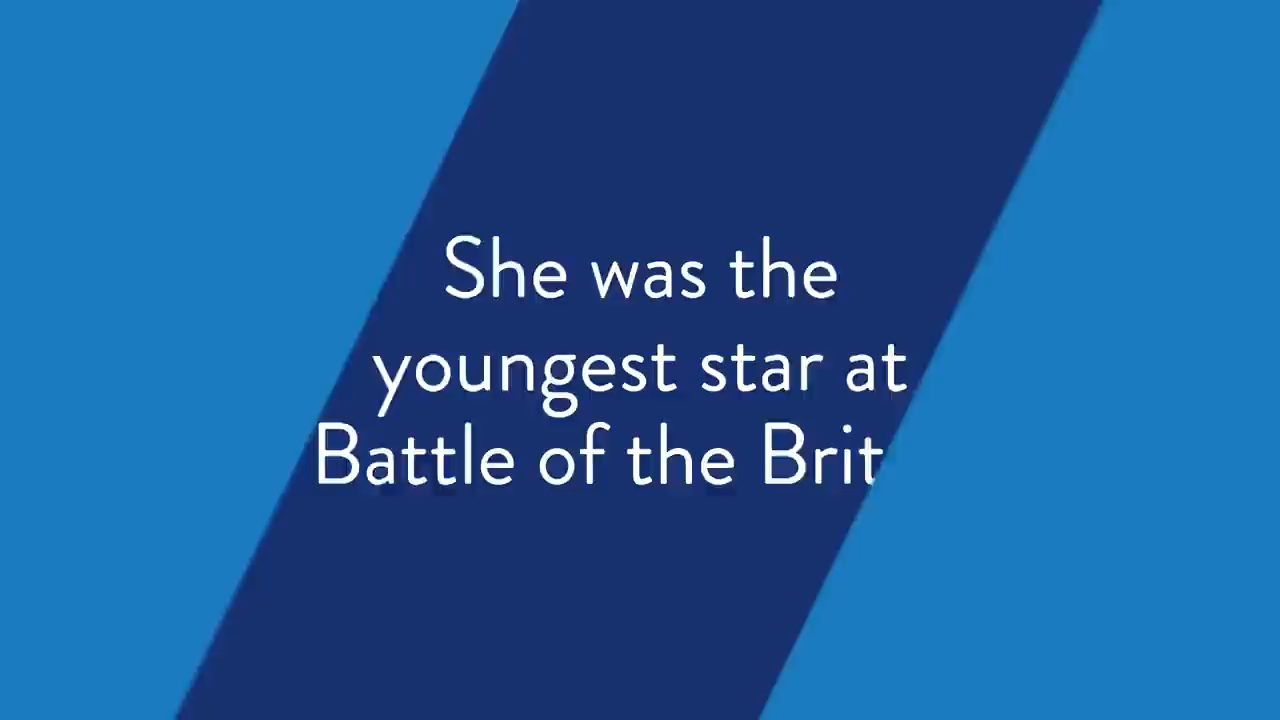 She was the
youngest star at
Battle of the Brit